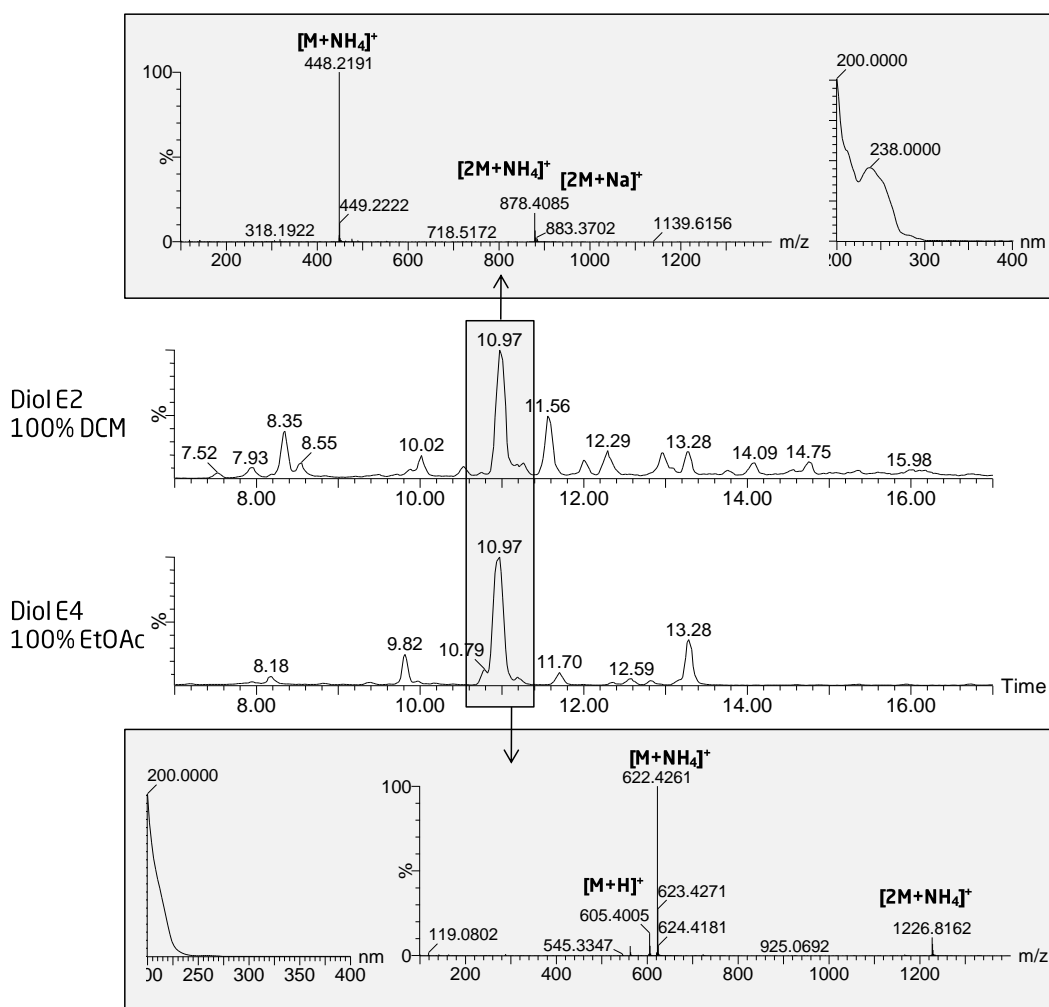 [M+NH₄]⁺
448.2191
100
%
[2M+NH₄]⁺
[2M+Na]⁺
878.4085
449.2222
318.1922
718.5172
883.3702
1139.6156
0
m/z
200 400 600 800 1000 1200
200.0000
238.0000
nm
200 300 400
Diol E2
100% DCM
%
7.52
7.93
8.35
8.55
10.02
10.97
11.56
12.29
13.28
14.09
14.75
15.98
8.00 10.00 12.00 14.00 16.00
Diol E4
100% EtOAc
%
8.18
9.82
10.79
10.97
11.70
12.59
13.28
Time
8.00 10.00 12.00 14.00 16.00
200.0000
nm
200 250 300 350 400
[M+NH₄]⁺
622.4261
100
%
[M+H]⁺
605.4005
623.4271
624.4181
[2M+NH₄]⁺
1226.8162
119.0802
545.3347
925.0692
0
m/z
200 400 600 800 1000 1200